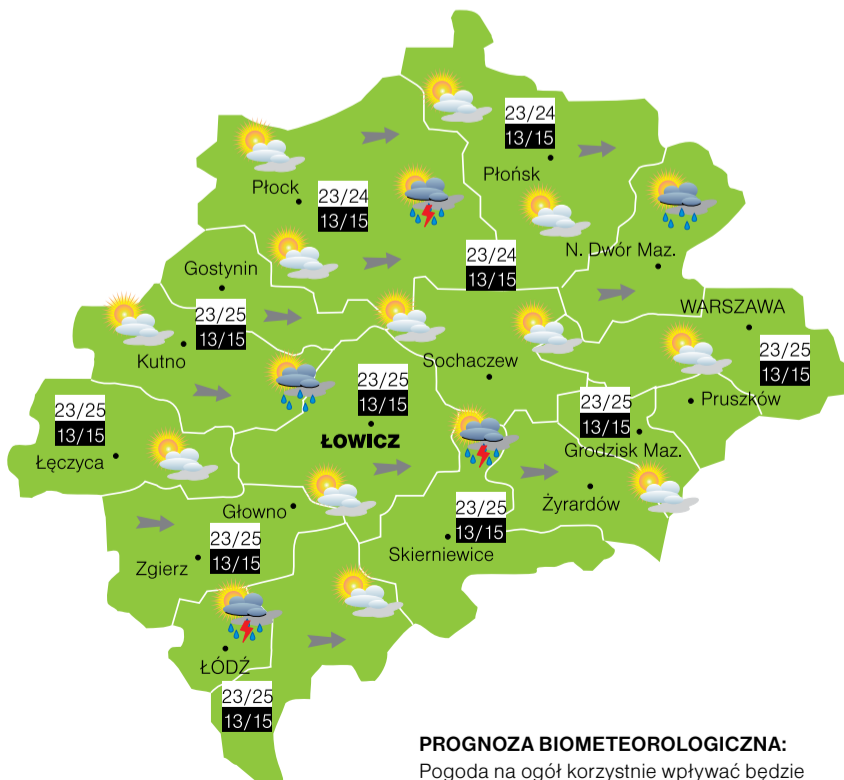 23/24
13/15
Płońsk
Płock
23/24
13/15
N. Dwór Maz.
23/24
13/15
Gostynin
WARSZAWA
23/25
13/15
Kutno
Sochaczew
23/25
13/15
23/25
13/15
Pruszków
23/25
13/15
ŁOWICZ
23/25
13/15
Grodzisk Maz.
Łęczyca
Żyrardów
Głowno
23/25
13/15
Skierniewice
23/25
13/15
Zgierz
ŁÓDŹ
23/25
13/15
PROGNOZA BIOMETEOROLOGICZNA:
Pogoda na ogół korzystnie wpływać będzie